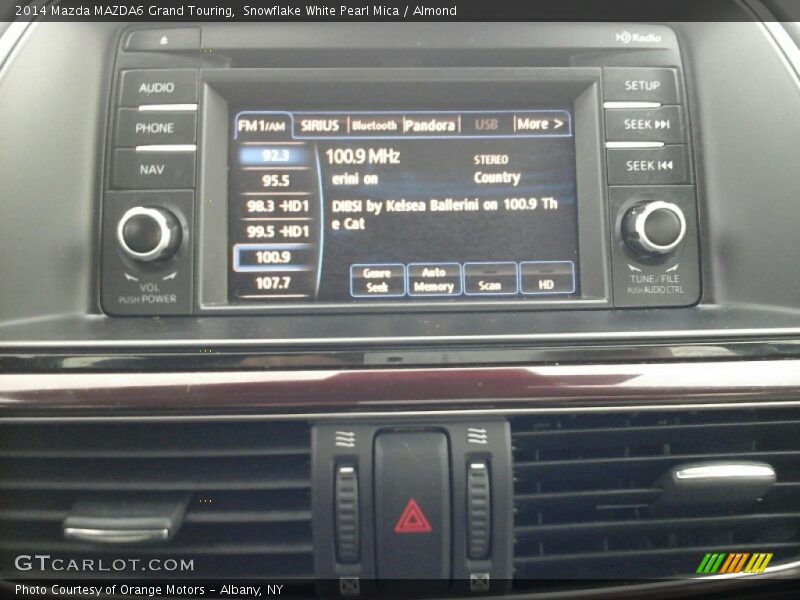 2014 Mazda MAZDA6 Grand Touring,  Snowflake White Pearl Mica / Almond
HD Radio
AUDIO
PHONE
NAV
VOL
PUSH POWER
FM1/AM SIRIUS Bluetooth Pandora USB More >
92.3
95.5
98.3 -HD1
99.5 -HD1
100.9
107.7
100.9 MHz
STEREO
erini on
Country
DIBSI by Kelsea Ballerini on 100.9 Th
e Cat
Genre Seek
Auto Memory
Scan
HD
SETUP
SEEK
SEEK
TUNE/FILE
PUSH AUDIO CTRL
GTCARLOT.COM
Photo Courtesy of Orange Motors - Albany, NY